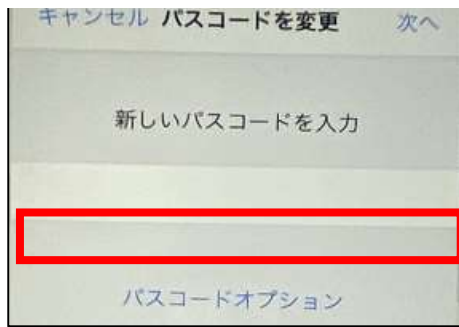 キャンセル パスコードを変更 次へ
新しいパスコードを入力
パスコードオプション